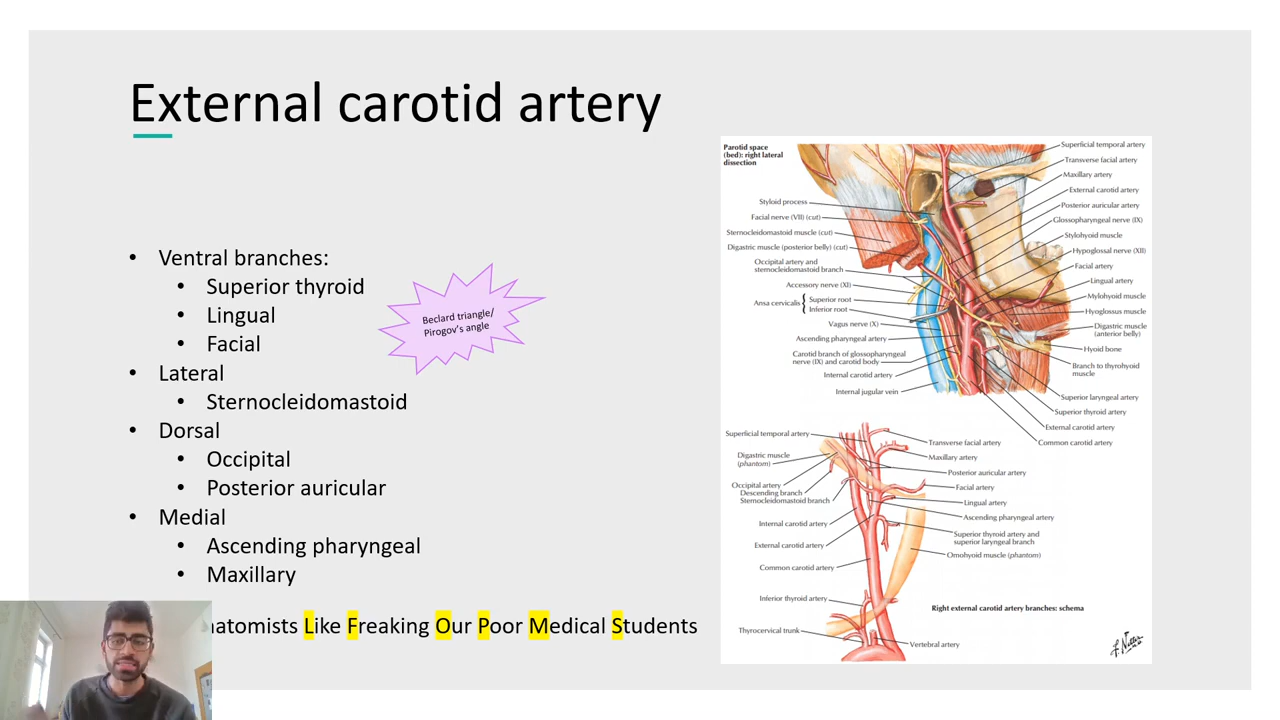 External carotid artery
• Ventral branches:
• Superior thyroid
• Lingual
• Facial
• Lateral
• Sternocleidomastoid
• Dorsal
• Occipital
• Posterior auricular
• Medial
• Ascending pharyngeal
• Maxillary
natomists Like Freaking Our Poor Medical Students
Beclard triangle/
Pirogov's angle
Parotid space
(bed): right lateral
dissection
Styloid process
Facial nerve (VII) (cut)
Sternocleidomastoid muscle (cut)
Digastric muscle (posterior belly) (cut)
Occipital artery and
sternocleidomastoid branch
Accessory nerve (XI)
Ansa cervicalis
Superior root
Inferior root
Vagus nerve (X)
Ascending pharyngeal artery
Carotid branch of glossopharyngeal
nerve (IX) and carotid body
Internal carotid artery
Internal jugular vein
Superficial temporal artery
Transverse facial artery
Maxillary artery
External carotid artery
Posterior auricular artery
Glossopharyngeal nerve (IX)
Stylohyoid muscle
Hypoglossal nerve (XII)
Facial artery
Lingual artery
Mylohyoid muscle
Hyoglossus muscle
Digastric muscle
(anterior belly)
Hyoid bone
Branch to thyrohyoid
muscle
Superior laryngeal artery
Superior thyroid artery
External carotid artery
Common carotid artery
Superficial temporal artery
Digastric muscle
(phantom)
Occipital artery
Descending branch
Sternocleidomastoid branch
Internal carotid artery
External carotid artery
Common carotid artery
Inferior thyroid artery
Thyrocervical trunk
Transverse facial artery
Maxillary artery
Posterior auricular artery
Facial artery
Lingual artery
Ascending pharyngeal artery
Superior thyroid artery and
superior laryngeal branch
Omohyoid muscle (phantom)
Right external carotid artery branches: schema
Vertebral artery
F. Netter